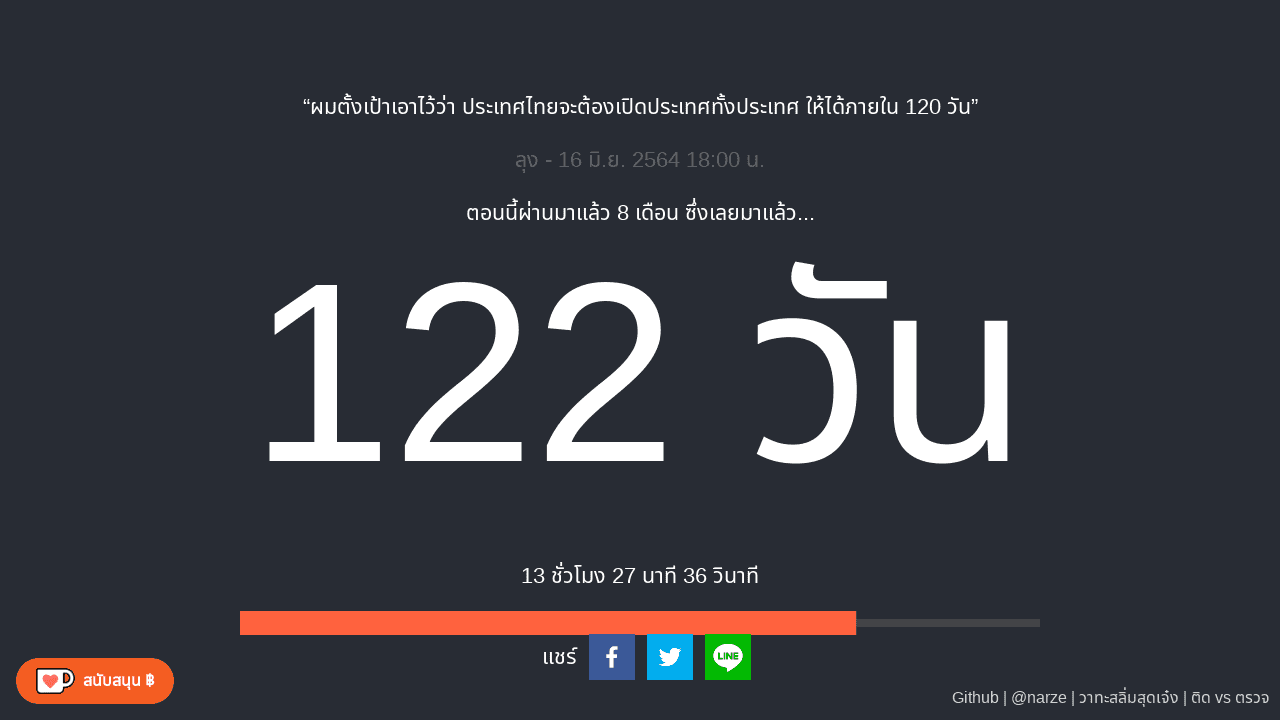 “ผมตั้งเป้าเอาไว้ว่า ประเทศไทยจะต้องเปิดประเทศทั้งประเทศ ให้ได้ภายใน 120 วัน”
ลุง - 16 มิ.ย. 2564 18:00 น.
ตอนนี้ผ่านมาแล้ว 8 เดือน ซึ่งเลยมาแล้ว...
122 วัน
13 ชั่วโมง 27 นาที 36 วินาที
แชร์
LINE
สนับสนุน ฿
Github | @narze | วาทะสลิ่มสุดเจ๋ง | ติด vs ตรวจ